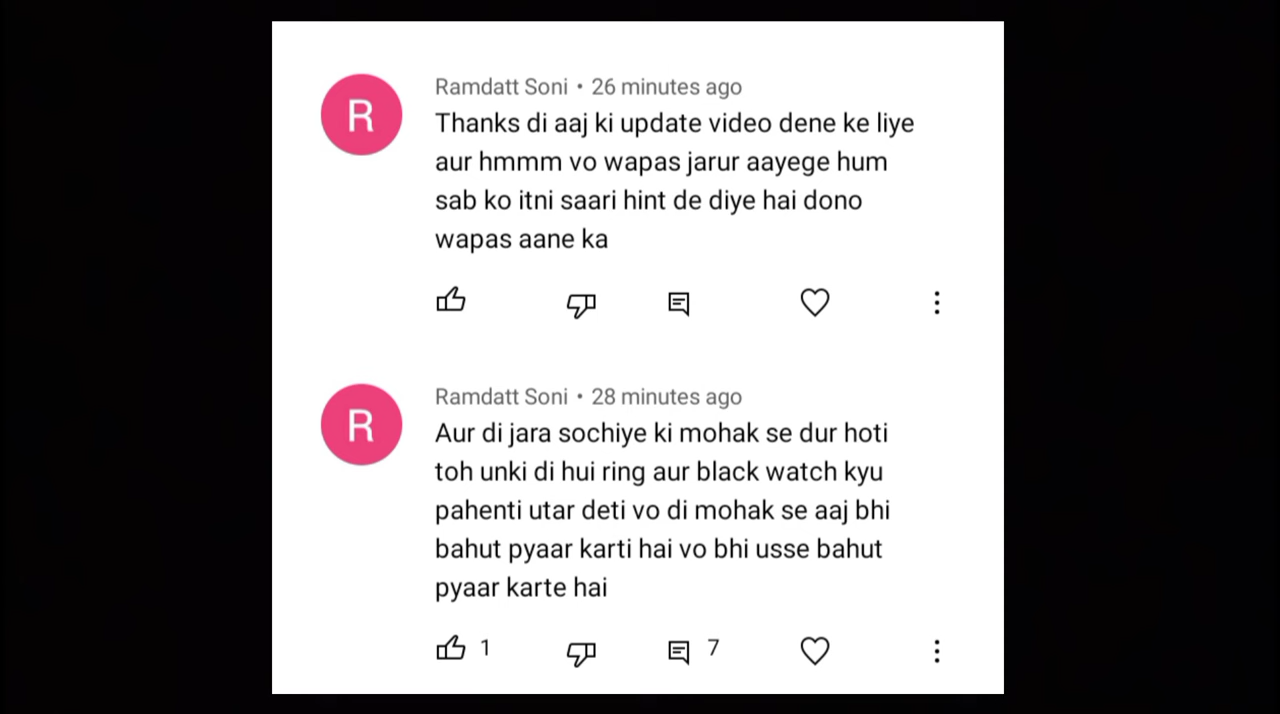 R
Ramdatt Soni • 26 minutes ago
Thanks di aaj ki update video dene ke liye
aur hmmm vo wapas jarur aayege hum
sab ko itni saari hint de diye hai dono
wapas aane ka
R
Ramdatt Soni • 28 minutes ago
Aur di jara sochiye ki mohak se dur hoti
toh unki di hui ring aur black watch kyu
pahenti utar deti vo di mohak se aaj bhi
bahut pyaar karti hai vo bhi usse bahut
pyaar karte hai
1 7